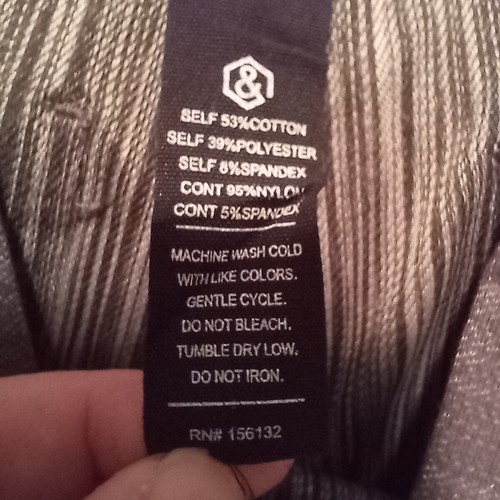 &
SELF 53%COTTON
SELF 39%POLYESTER
SELF 8%SPANDEX
CONT 95%NYLON
CONT 5%SPANDEX
MACHINE WASH COLD
WITH LIKE COLORS.
GENTLE CYCLE.
DO NOT BLEACH.
TUMBLE DRY LOW.
DO NOT IRON.
RN# 156132